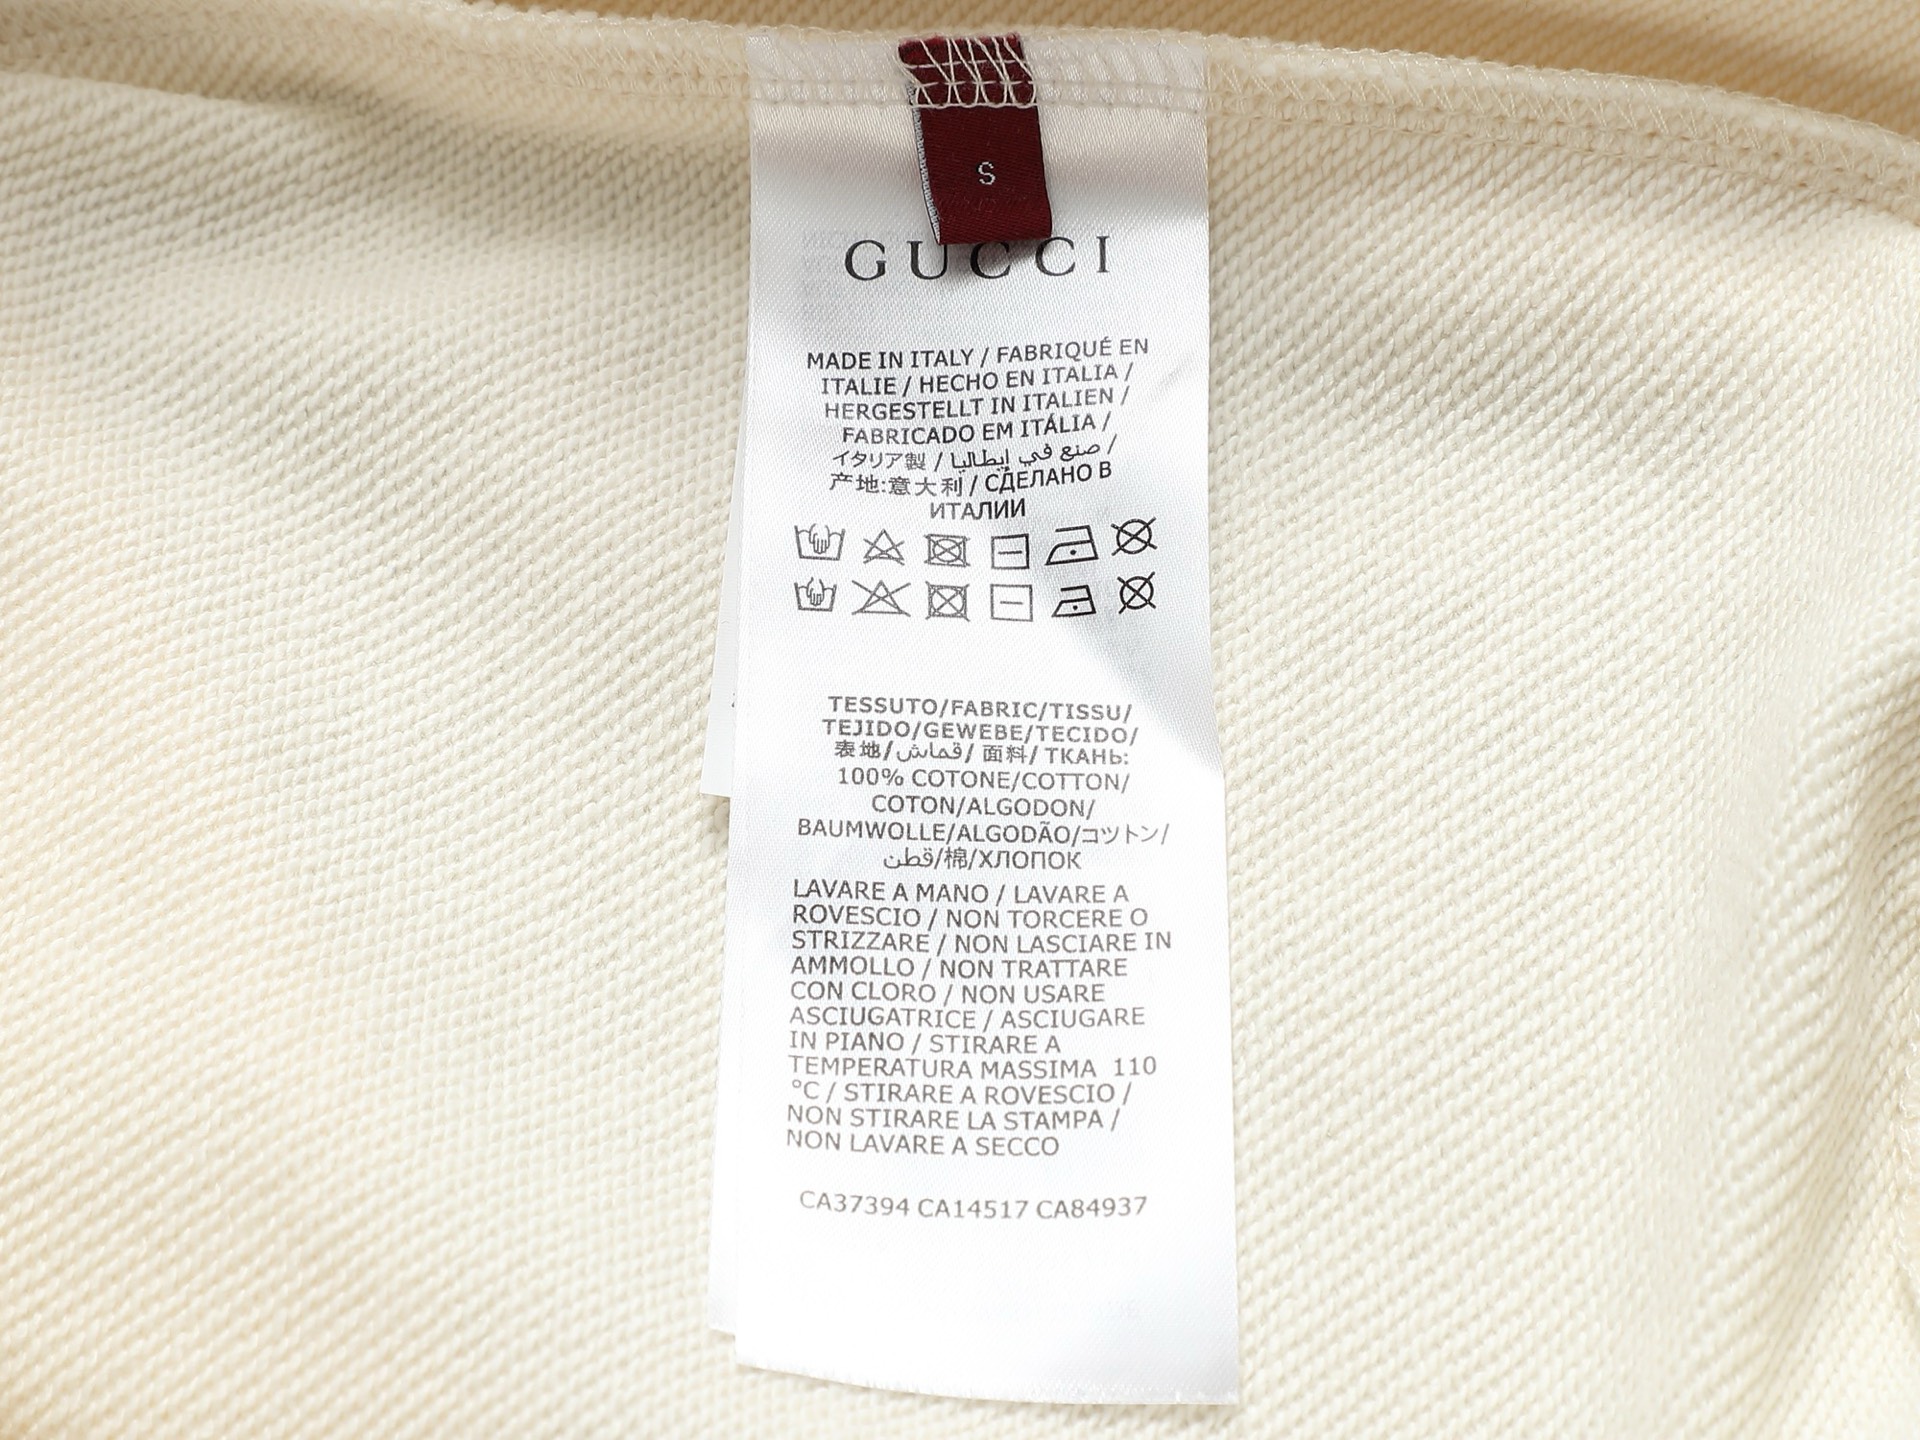 S
GUCCI
MADE IN ITALY / FABRIQUÉ EN
ITALIE / HECHO EN ITALIA /
HERGESTELLT IN ITALIEN /
FABRICADO EM ITÁLIA /
イタリア製 / صنع في إيطاليا /
产地:意大利 / СДЕЛАНО В
ИТАЛИИ
TESSUTO/FABRIC/TISSU/
TEJIDO/GEWEBE/TECIDO/
表地/قماش/ 面料/ ТКАНЬ:
100% COTONE/COTTON/
COTON/ALGODON/
BAUMWOLLE/ALGODÃO/コットン/
قطن/棉/ХЛОПОК
LAVARE A MANO / LAVARE A
ROVESCIO / NON TORCERE O
STRIZZARE / NON LASCIARE IN
AMMOLLO / NON TRATTARE
CON CLORO / NON USARE
ASCIUGATRICE / ASCIUGARE
IN PIANO / STIRARE A
TEMPERATURA MASSIMA 110
°C / STIRARE A ROVESCIO /
NON STIRARE LA STAMPA /
NON LAVARE A SECCO
CA37394 CA14517 CA84937